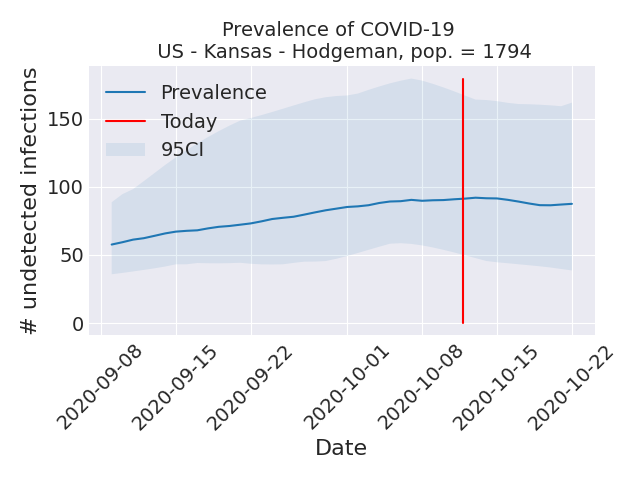 Prevalence of COVID-19
US - Kansas - Hodgeman, pop. = 1794
# undetected infections
150
100
50
0
Prevalence
Today
95CI
2020-09-08
2020-09-15
2020-09-22
2020-10-01
2020-10-08
2020-10-15
2020-10-22
Date